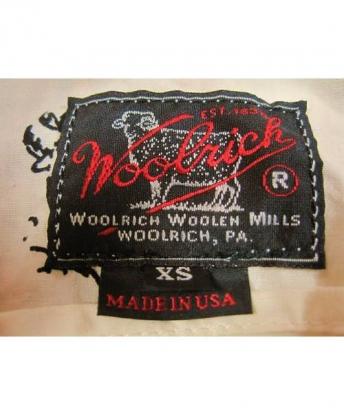 EST. 1830
Woolrich
®
WOOLRICH WOOLEN MILLS
WOOLRICH, PA.
XS
MADE IN USA